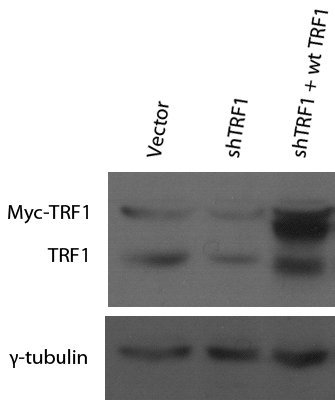 Vector
shTRF1
shTRF1 + wt TRF1
Myc-TRF1
TRF1
γ-tubulin